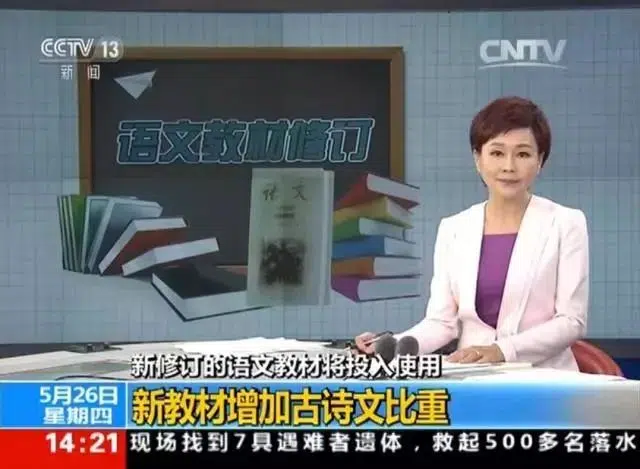 CCTV 13
新闻
CNTV
语文教材修订
语文
新修订的语文教材将投入使用
5月26日
星期四
新教材增加古诗文比重
14:21
现场找到7具遇难者遗体，救起500多名落水